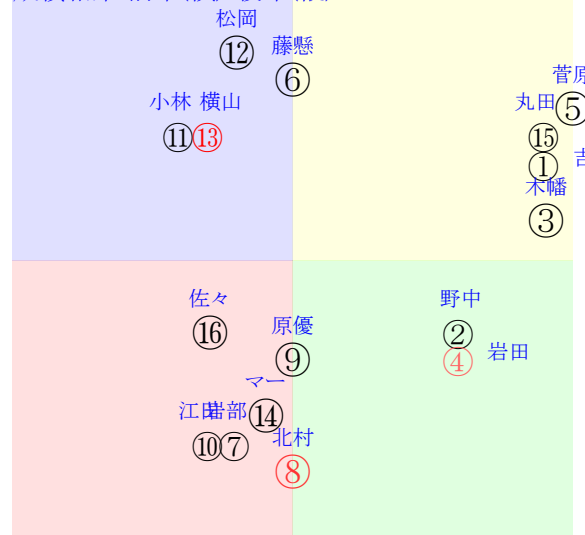 松岡
⑫
藤懸
⑥
菅原
⑤
小林 横山
⑪⑬
丸田
⑮
①
吉
木幡
③
佐々
⑯
原優
⑨
野中
②
④
岩田
マー
⑭
江田
岩部
⑩⑦
北村
⑧